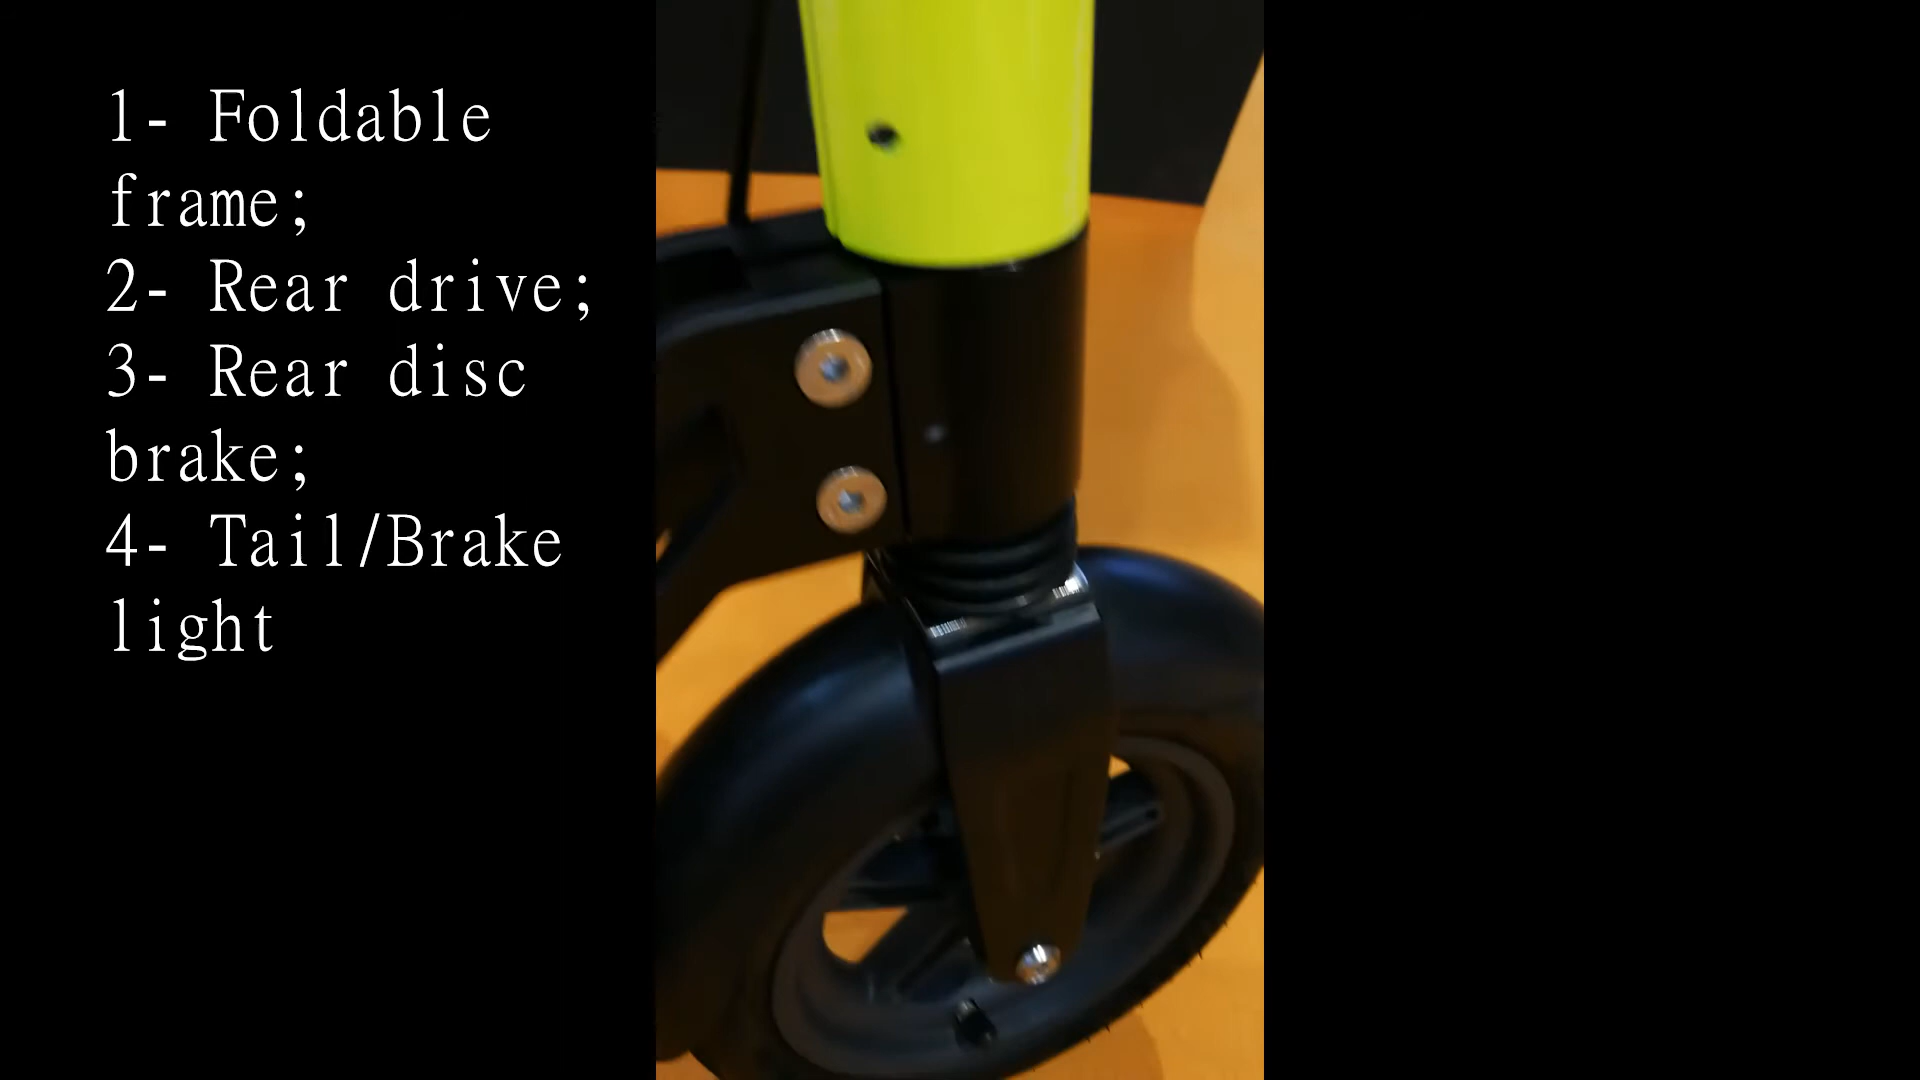 1- Foldable
frame;
2- Rear drive;
3- Rear disc
brake;
4- Tail/Brake
light